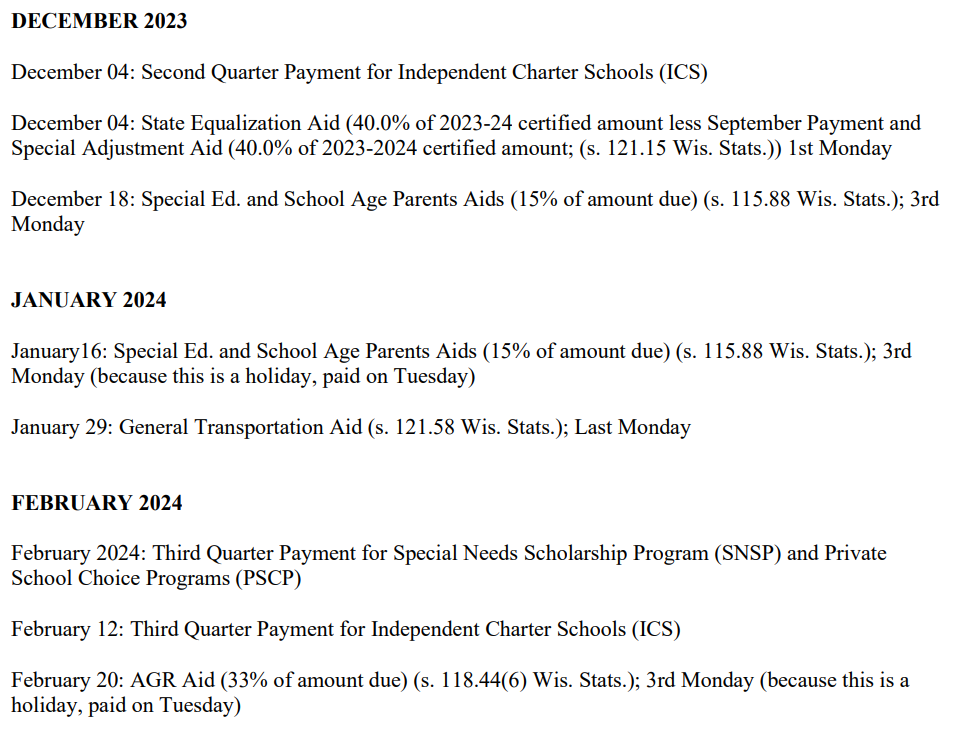 DECEMBER 2023
December 04: Second Quarter Payment for Independent Charter Schools (ICS)
December 04: State Equalization Aid (40.0% of 2023-24 certified amount less September Payment and
Special Adjustment Aid (40.0% of 2023-2024 certified amount; (s. 121.15 Wis. Stats.)) 1st Monday
December 18: Special Ed. and School Age Parents Aids (15% of amount due) (s. 115.88 Wis. Stats.); 3rd
Monday
JANUARY 2024
January16: Special Ed. and School Age Parents Aids (15% of amount due) (s. 115.88 Wis. Stats.); 3rd
Monday (because this is a holiday, paid on Tuesday)
January 29: General Transportation Aid (s. 121.58 Wis. Stats.); Last Monday
FEBRUARY 2024
February 2024: Third Quarter Payment for Special Needs Scholarship Program (SNSP) and Private
School Choice Programs (PSCP)
February 12: Third Quarter Payment for Independent Charter Schools (ICS)
February 20: AGR Aid (33% of amount due) (s. 118.44(6) Wis. Stats.); 3rd Monday (because this is a
holiday, paid on Tuesday)